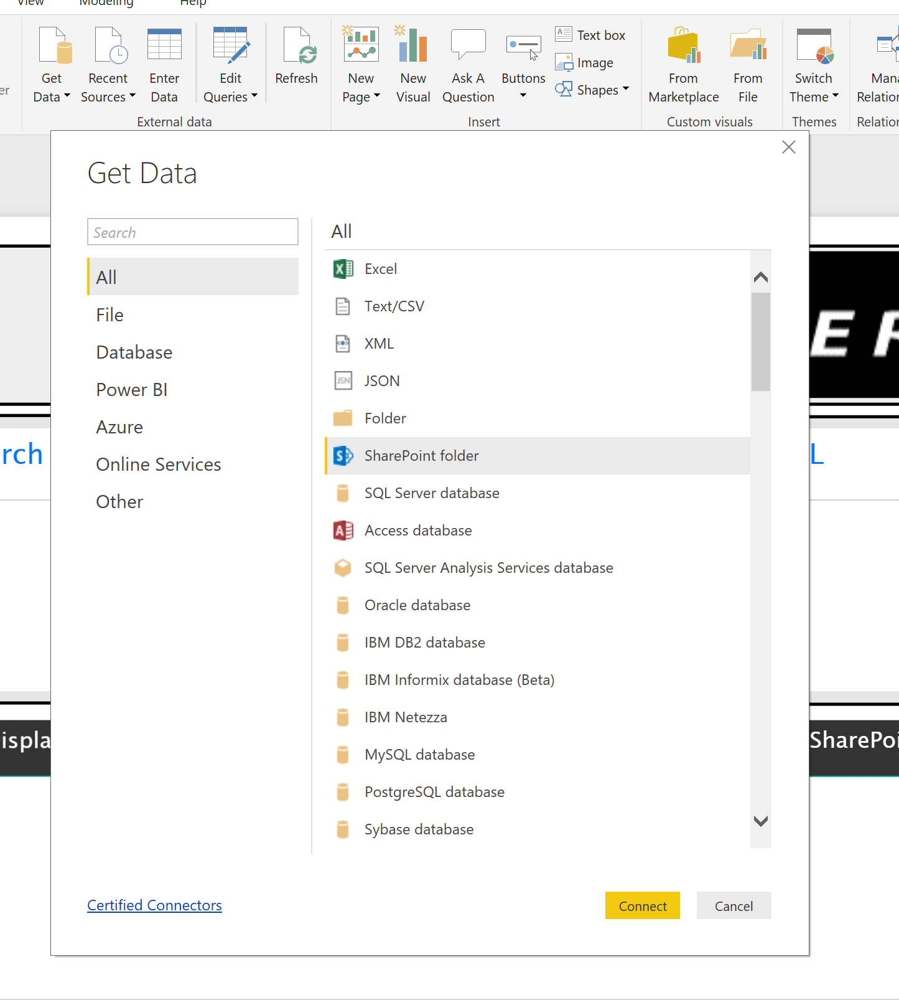 View Modeling Help
er
Get Data
Recent Sources
Enter Data
Edit Queries
Refresh
New Page
New Visual
Ask A Question
Buttons
Text box
Image
Shapes
From Marketplace
From File
Switch Theme
Mana
Relation
External data
Insert
Custom visuals
Themes
Relation
Get Data
Search
All
File
Database
Power BI
Azure
Online Services
Other
All
Excel
Text/CSV
XML
JSON
Folder
SharePoint folder
SQL Server database
Access database
SQL Server Analysis Services database
Oracle database
IBM DB2 database
IBM Informix database (Beta)
IBM Netezza
MySQL database
PostgreSQL database
Sybase database
Certified Connectors
Connect
Cancel
E R
rch
L
ispla
SharePoi